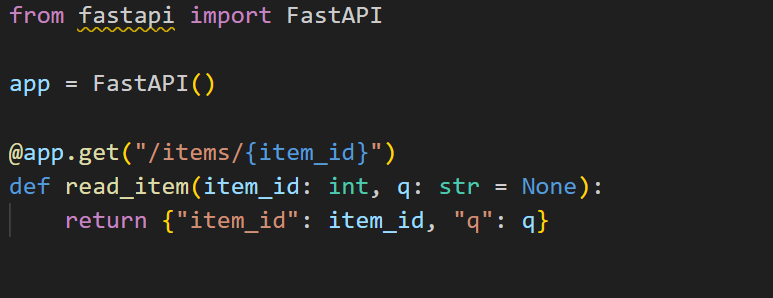 from fastapi import FastAPI
app = FastAPI()
@app.get("/items/{item_id}")
def read_item(item_id: int, q: str = None):
    return {"item_id": item_id, "q": q}